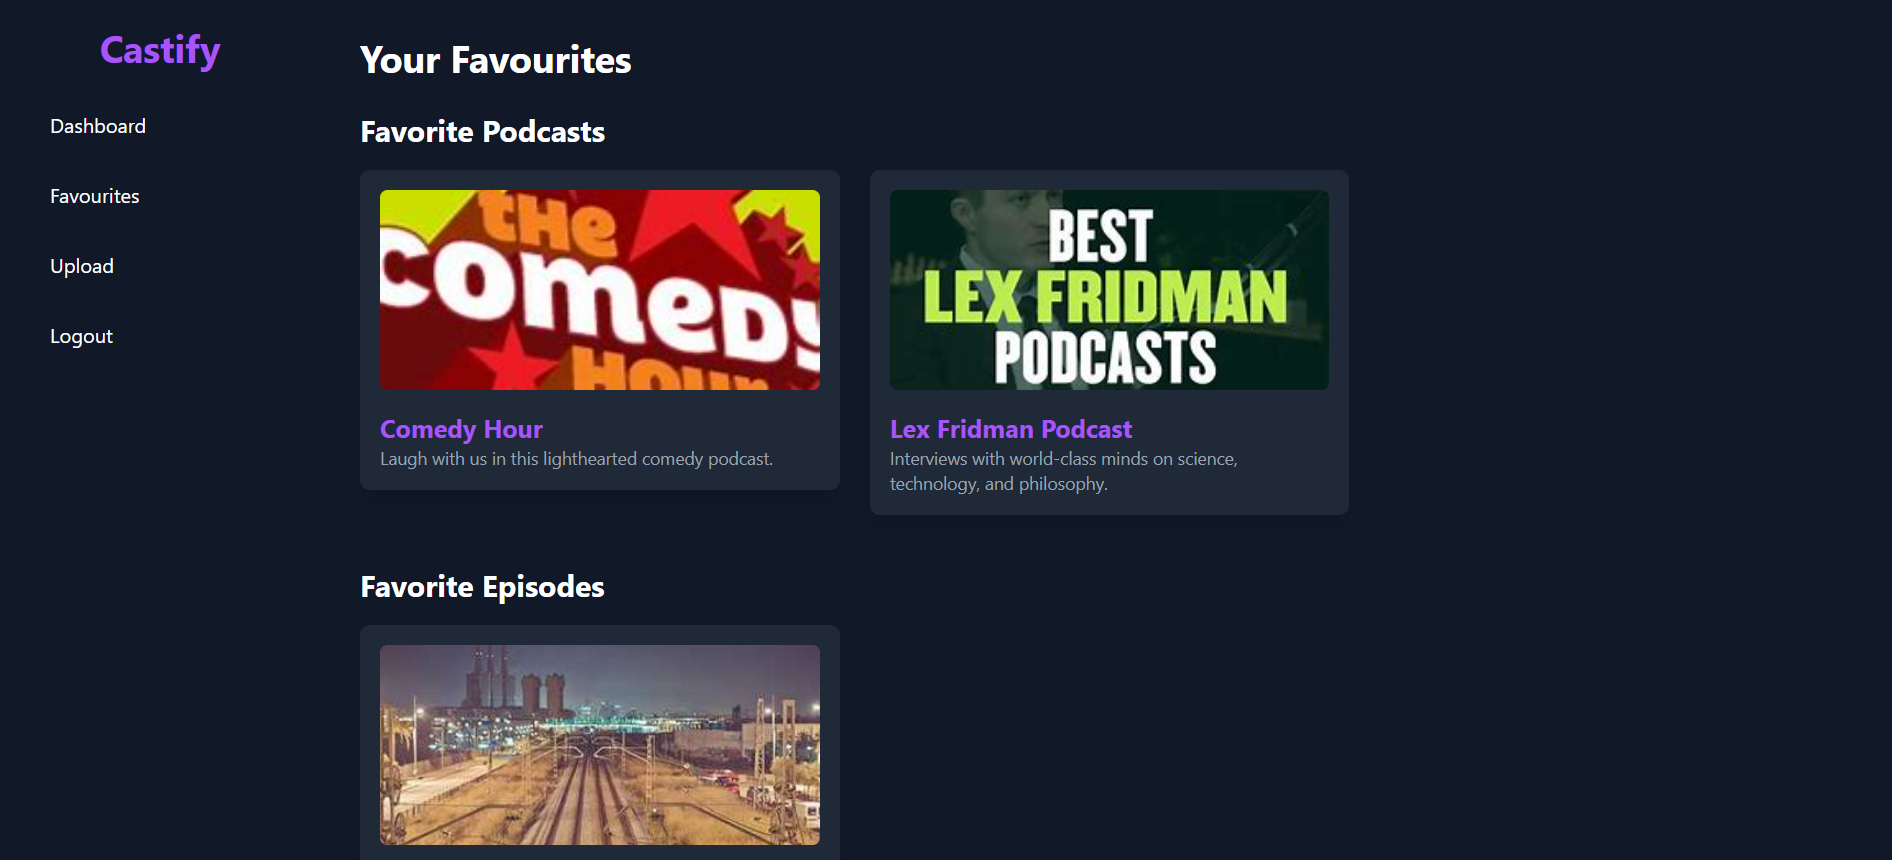 Castify
Dashboard
Favourites
Upload
Logout
Your Favourites
Favorite Podcasts
tHe
comeDy
Hour
Comedy Hour
Laugh with us in this lighthearted comedy podcast.
BEST
LEX FRIDMAN
PODCASTS
Lex Fridman Podcast
Interviews with world-class minds on science,
technology, and philosophy.
Favorite Episodes